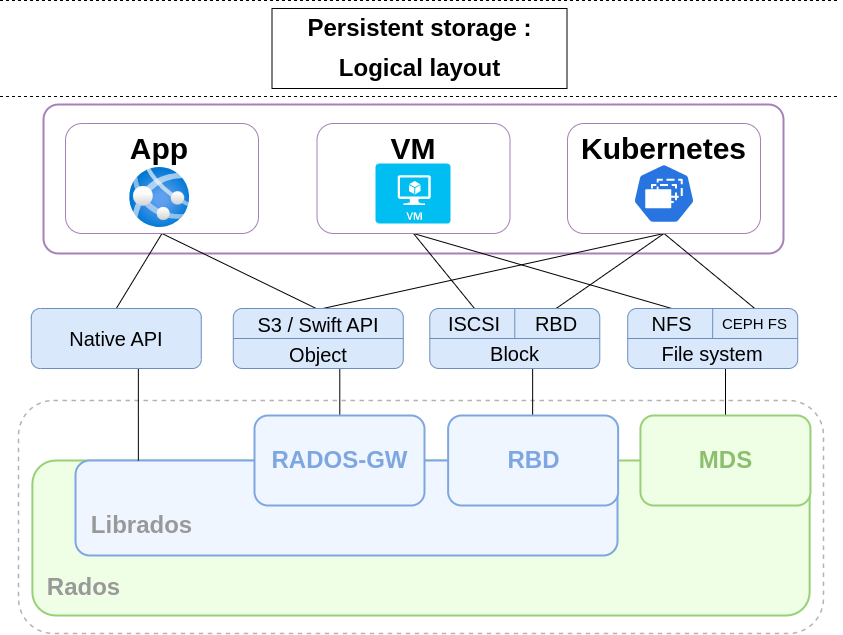 Persistent storage :
Logical layout
App
VM
Kubernetes
VM
Native API
S3 / Swift API
Object
ISCSI
RBD
Block
NFS
CEPH FS
File system
RADOS-GW
RBD
MDS
Librados
Rados